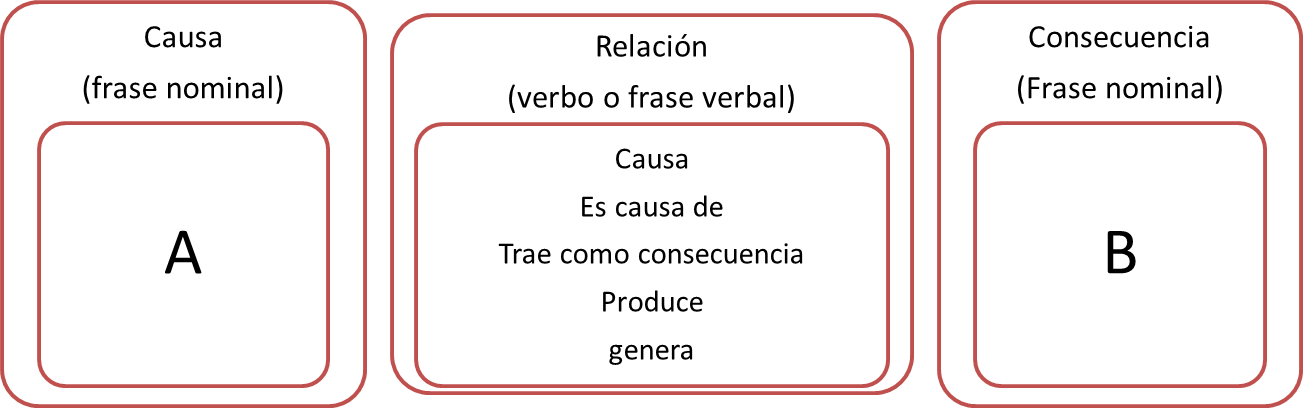 Causa
(frase nominal)
A
Relación
(verbo o frase verbal)
Causa
Es causa de
Trae como consecuencia
Produce
genera
Consecuencia
(Frase nominal)
B